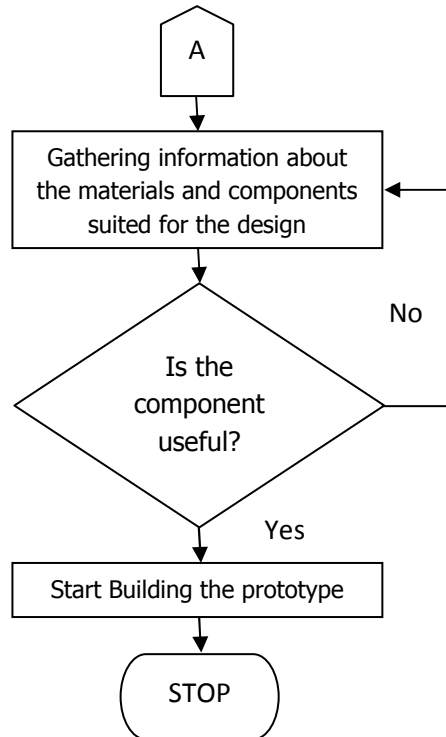 A
Gathering information about
the materials and components
suited for the design
No
Is the
component
useful?
Yes
Start Building the prototype
STOP